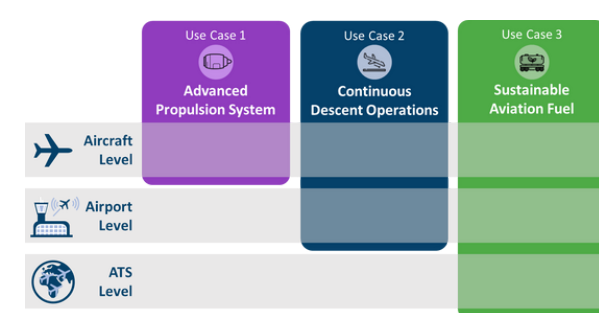 Use Case 1
Advanced
Propulsion System
Use Case 2
Continuous
Descent Operations
Use Case 3
Sustainable
Aviation Fuel
Aircraft
Level
Airport
Level
ATS
Level